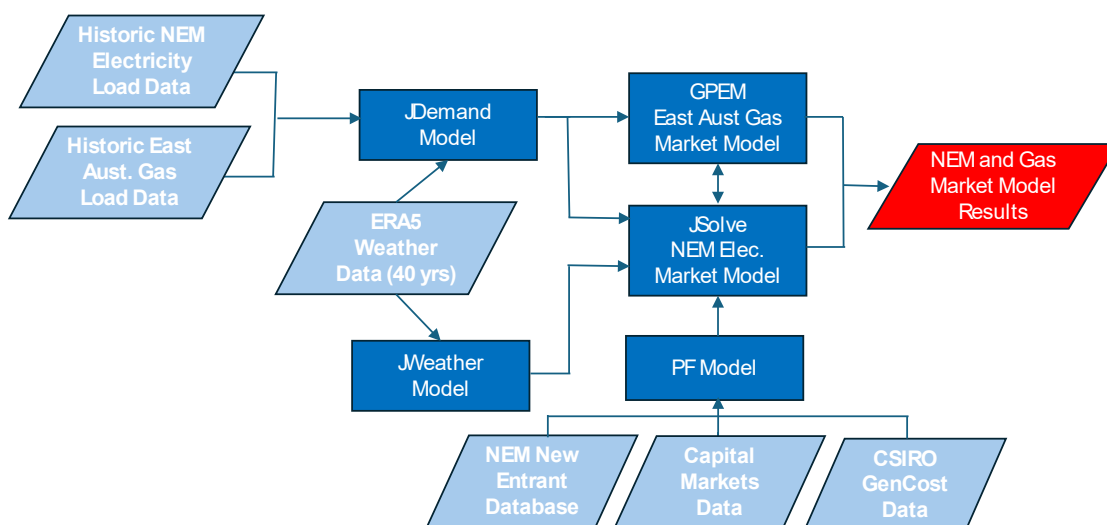 Historic NEM
Electricity
Load Data
Historic East
Aust. Gas
Load Data
JDemand
Model
ERA5
Weather
Data (40 yrs)
JWeather
Model
GPEM
East Aust Gas
Market Model
JSolve
NEM Elec.
Market Model
PF Model
NEM and Gas
Market Model
Results
NEM New
Entrant
Database
Capital
Markets
Data
CSIRO
GenCost
Data